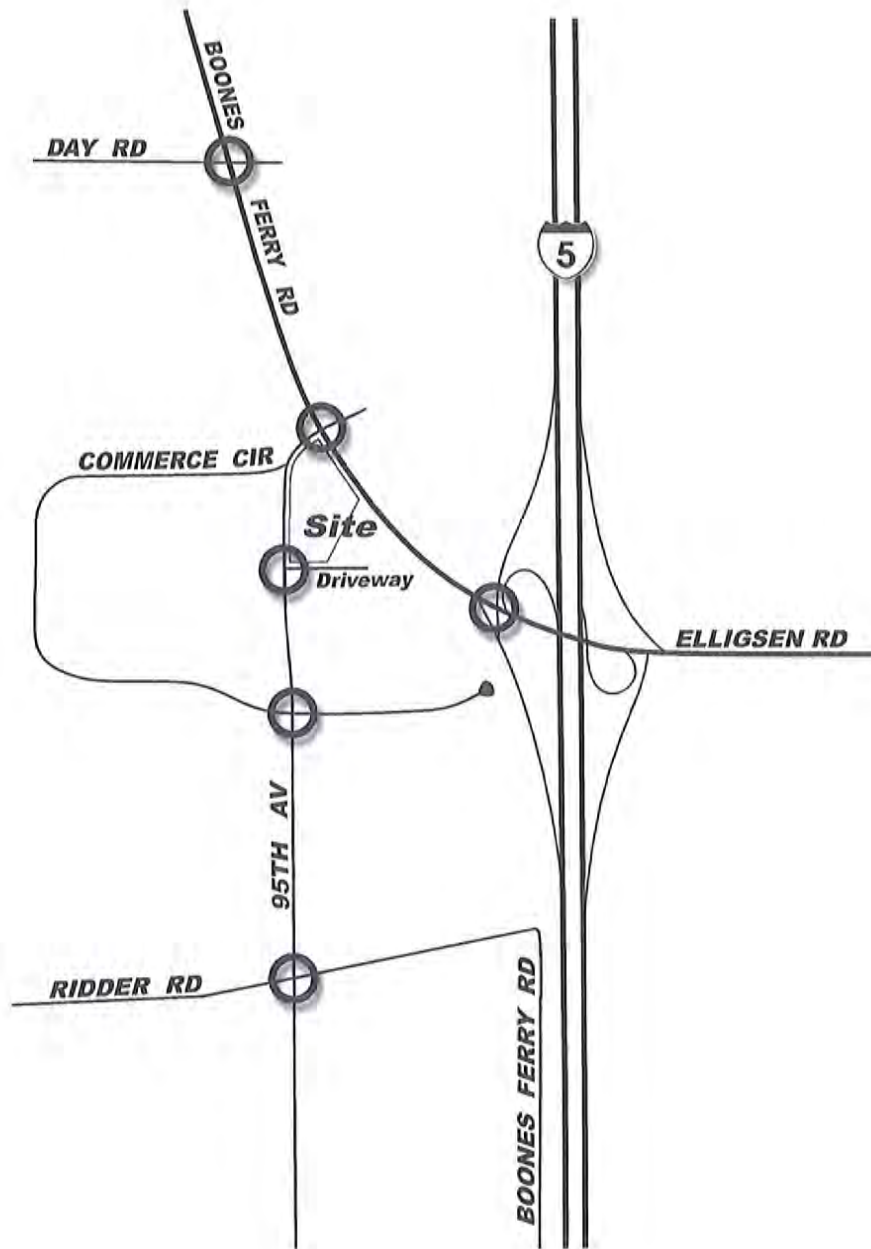 BOONES
DAY RD
FERRY RD
5
COMMERCE CIR
Site
Driveway
ELLIGSEN RD
95TH AV
RIDDER RD
BOONES FERRY RD